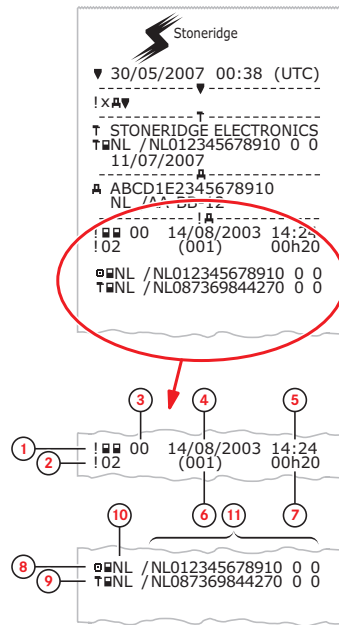 Stoneridge
▼ 30/05/2007 00:38 (UTC)
!x▼
T
T STONERIDGE ELECTRONICS
T NL /NL012345678910 0 0
11/07/2007
ABCD1E2345678910
NL /AA BB-12
!
! 00 14/08/2003 14:24
!02 (001) 00h20
NL /NL012345678910 0 0
T NL /NL087369844270 0 0
3 4 5
1 ! 00 14/08/2003 14:24
2 !02 (001) 00h20
6 7
10 11
8 NL /NL012345678910 0 0
9 T NL /NL087369844270 0 0